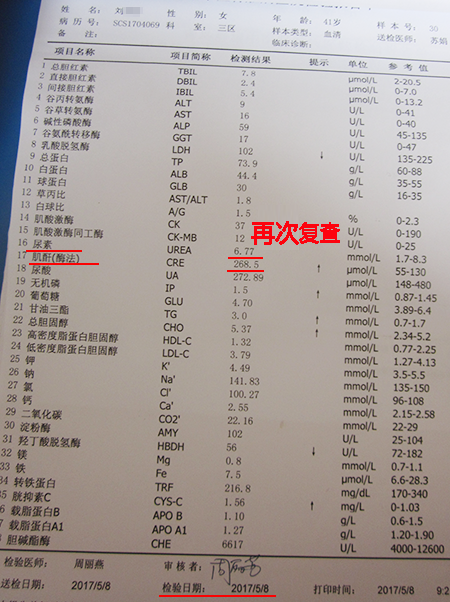 姓 名: 刘 性 别: 女 年 龄: 41岁 样 本 号: 30
病 历 号: SCS1704069 科 室: 三区 样本类型: 血清 送检医师: 苏娟
备 注: 临床诊断:
项目名称 项目简称 检测结果 提示 单位 参 考 值
1 总胆红素 TBIL 7.8 µmol/L 2-20.5
2 直接胆红素 DBIL 2.4 µmol/L 0-7.0
3 间接胆红素 IBIL 5.4 µmol/L 0-13.2
4 谷丙转氨酶 ALT 9 U/L 0-41
5 谷草转氨酶 AST 16 U/L 0-40
6 碱性磷酸酶 ALP 59 U/L 45-135
7 谷氨酰转移酶 GGT 17 U/L 0-47
8 乳酸脱氢酶 LDH 102 ↓ U/L 135-225
9 总蛋白 TP 73.9 g/L 60-88
10 白蛋白 ALB 44.4 g/L 35-55
11 球蛋白 GLB 30 g/L 16-35
12 草丙比 AST/ALT 1.8
13 白球比 A/G 1.5 % 0-2.3
14 肌酸激酶 CK 37 U/L 0-190
再次复查
15 肌酸激酶同工酶 CK-MB 12 U/L 0-25
16 尿素 UREA 6.77 mmol/L 1.7-8.3
17 肌酐(酶法) CRE 268.5 ↑ µmol/L 55-130
18 尿酸 UA 272.89 µmol/L 148-480
19 无机磷 IP 1.5 ↑ mmol/L 0.87-1.45
20 葡萄糖 GLU 4.70 mmol/L 3.89-6.4
21 甘油三酯 TG 3.0 ↑ mmol/L 0.7-1.7
22 总胆固醇 CHO 5.37 ↑ mmol/L 2.34-5.2
23 高密度脂蛋白胆固醇 HDL-C 1.32 mmol/L 0.77-2.25
24 低密度脂蛋白胆固醇 LDL-C 3.79 mmol/L 1.27-4.13
25 钾 K' 4.49 mmol/L 3.5-5.5
26 钠 Na' 141.83 mmol/L 135-150
27 氯 Cl' 100.27 mmol/L 96-108
28 钙 Ca' 2.55 mmol/L 2.15-2.58
29 二氧化碳 CO2' 22.16 mmol/L 22-29
30 淀粉酶 AMY 102 U/L 25-104
31 羟丁酸脱氢酶 HBDH 56 ↓ U/L 72-182
32 镁 Mg 0.8 mmol/L 0.7-1.1
33 铁 Fe 7.5 µmol/L 6.6-28.3
34 转铁蛋白 TRF 216.8 mg/dL 170-340
35 胱抑素C CYS-C 1.56 ↑ mg/L 0-1.03
6 载脂蛋白B APO B 1.10 g/L 0.6-1.5
7 载脂蛋白A1 APO A1 1.27 g/L 1.20-1.90
8 胆碱酯酶 CHE 6617 U/L 4000-12600
检验医师: 周丽燕 审 核 者:
送检日期: 2017/5/8 检验日期: 2017/5/8 打印时间: 2017/5/8 9:2